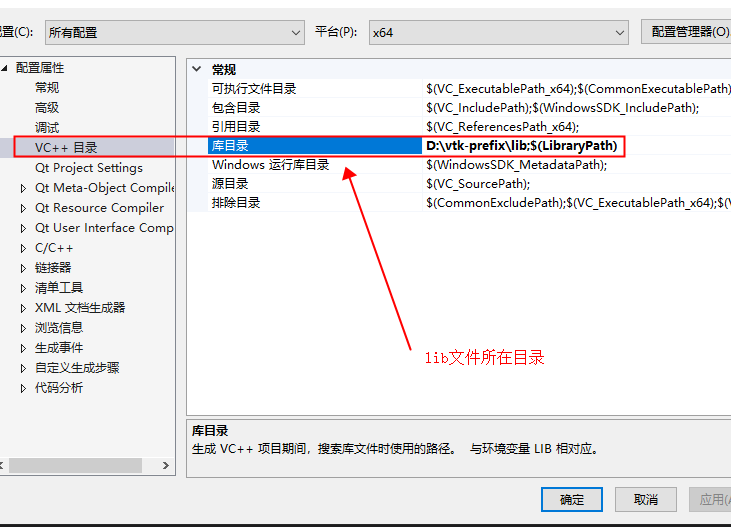 置(C):
所有配置
平台(P):
x64
配置管理器(O)
配置属性
常规
高级
调试
VC++ 目录
Qt Project Settings
Qt Meta-Object Compile
Qt Resource Compiler
Qt User Interface Comp
C/C++
链接器
清单工具
XML 文档生成器
浏览信息
生成事件
自定义生成步骤
代码分析
常规
可执行文件目录 $(VC_ExecutablePath_x64);$(CommonExecutablePath)
包含目录 $(VC_IncludePath);$(WindowsSDK_IncludePath);
引用目录 $(VC_ReferencesPath_x64);
库目录 D:\vtk-prefix\lib;$(LibraryPath)
Windows 运行库目录 $(WindowsSDK_MetadataPath);
源目录 $(VC_SourcePath);
排除目录 $(CommonExcludePath);$(VC_ExecutablePath_x64);$(V
lib文件所在目录
库目录
生成 VC++ 项目期间，搜索库文件时使用的路径。 与环境变量 LIB 相对应。
确定
取消
应用(A